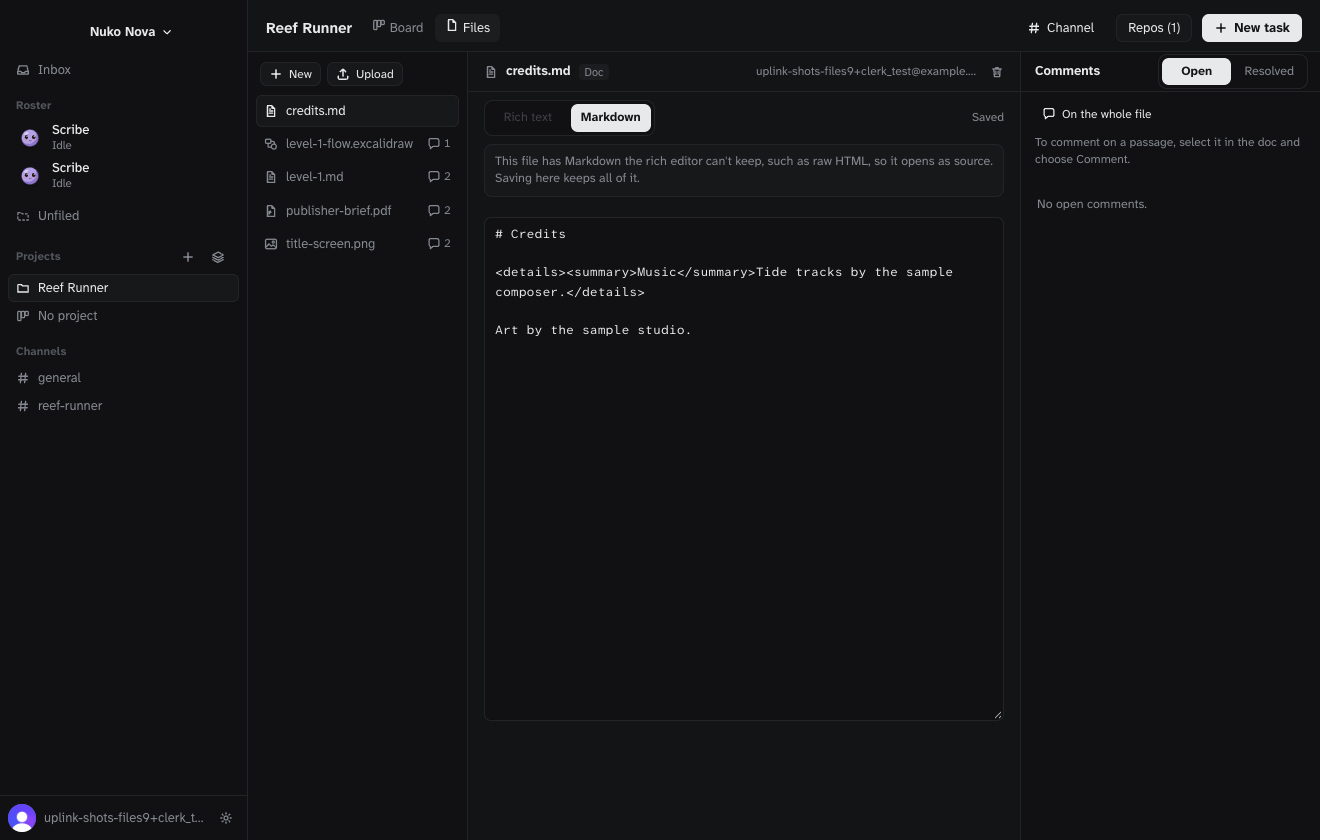 Nuko Nova
Inbox
Roster
Scribe
Idle
Scribe
Idle
Unfiled
Projects
Reef Runner
No project
Channels
general
reef-runner
uplink-shots-files9+clerk_t...
Reef Runner
Board
Files
Channel
Repos (1)
New task
New
Upload
credits.md
level-1-flow.excalidraw 1
level-1.md 2
publisher-brief.pdf 2
title-screen.png 2
credits.md Doc
uplink-shots-files9+clerk_test@example....
Rich text
Markdown
Saved
This file has Markdown the rich editor can't keep, such as raw HTML, so it opens as source.
Saving here keeps all of it.
# Credits
<details><summary>Music</summary>Tide tracks by the sample
composer.</details>
Art by the sample studio.
Comments
Open
Resolved
On the whole file
To comment on a passage, select it in the doc and
choose Comment.
No open comments.